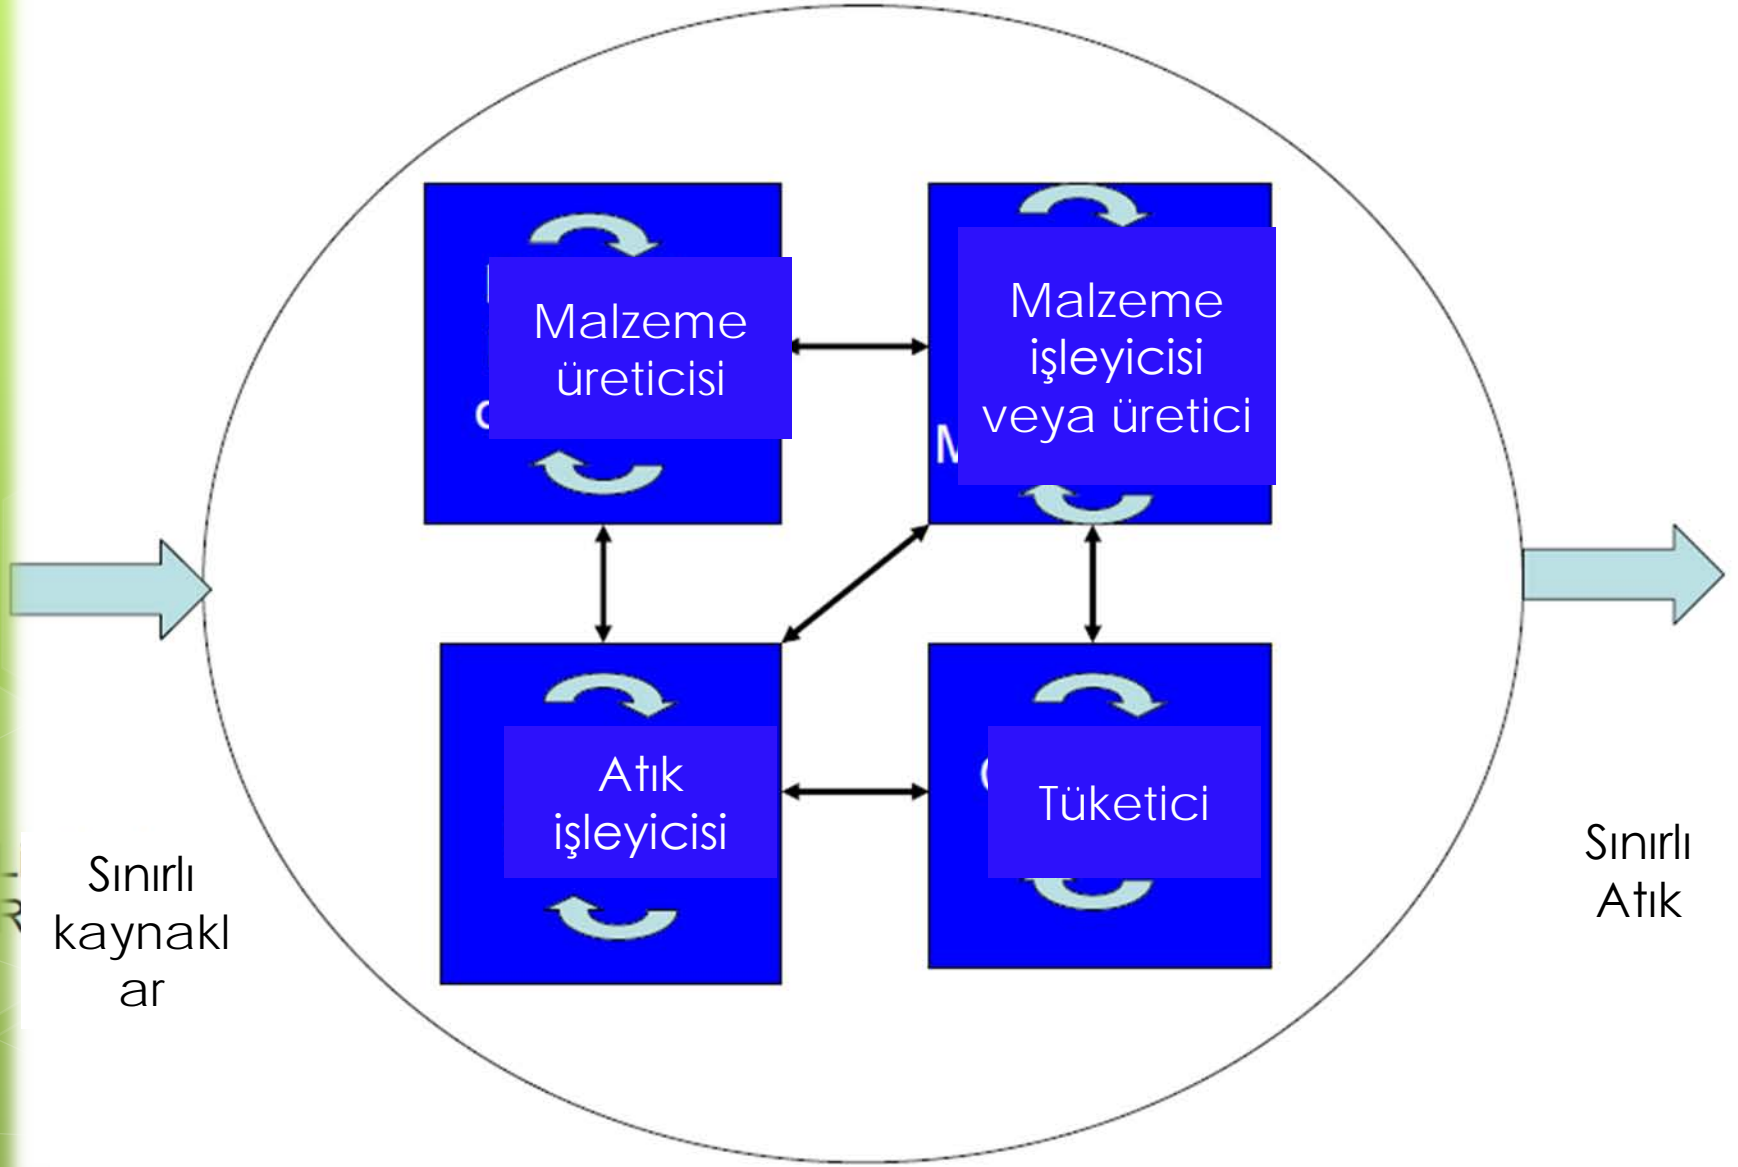 Malzeme
üreticisi
Malzeme
işleyicisi
veya üretici
Atık
işleyicisi
Tüketici
Sınırlı
kaynakl
ar
Sınırlı
Atık